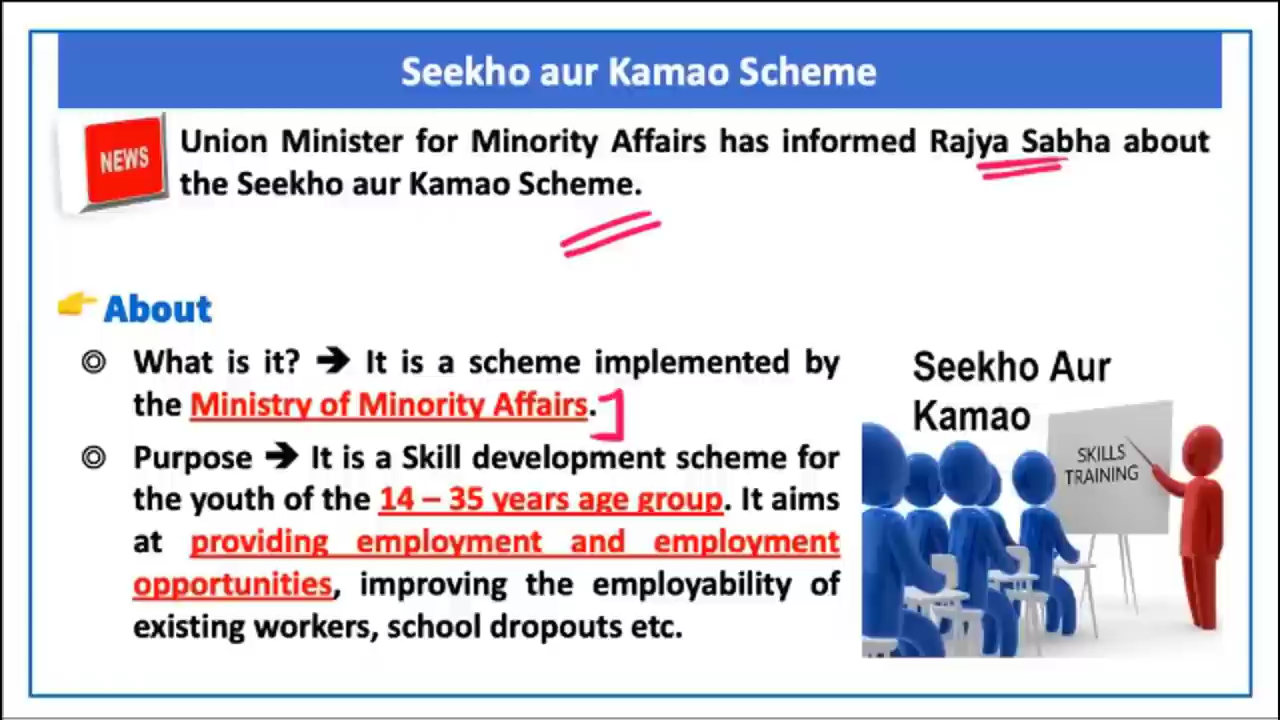 Seekho aur Kamao Scheme
NEWS
Union Minister for Minority Affairs has informed Rajya Sabha about
the Seekho aur Kamao Scheme.
About
What is it? ➔ It is a scheme implemented by
the Ministry of Minority Affairs.
Purpose ➔ It is a Skill development scheme for
the youth of the 14 – 35 years age group. It aims
at providing employment and employment
opportunities, improving the employability of
existing workers, school dropouts etc.
Seekho Aur
Kamao
SKILLS
TRAINING